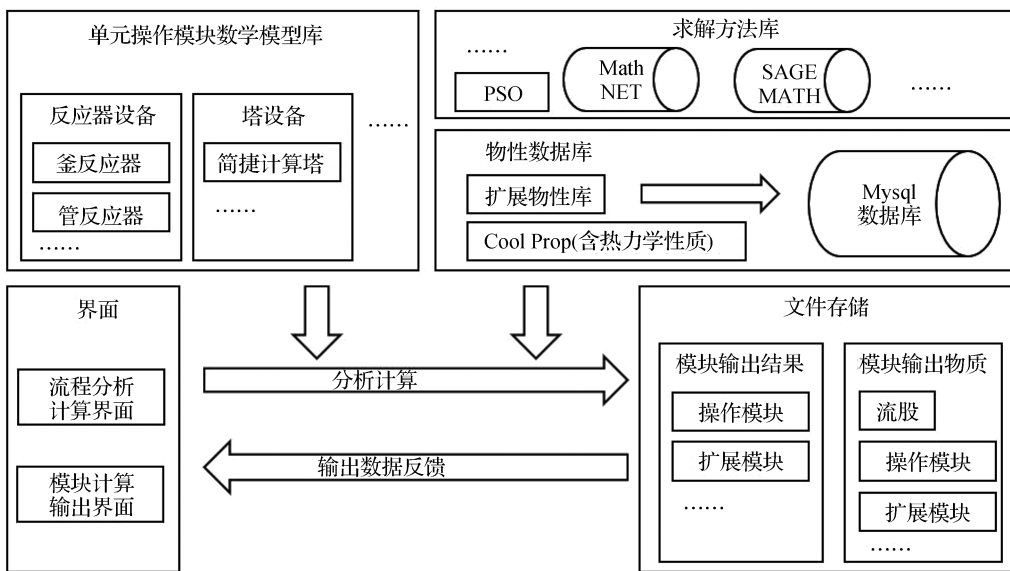 单元操作模块数学模型库
反应器设备
釜反应器
管反应器
……
塔设备
简捷计算塔
……
……
求解方法库
……
PSO
Math
NET
SAGE
MATH
……
物性数据库
扩展物性库
Cool Prop(含热力学性质)
Mysql
数据库
界面
流程分析
计算界面
模块计算
输出界面
分析计算
输出数据反馈
文件存储
模块输出结果
操作模块
扩展模块
……
模块输出物质
流股
操作模块
扩展模块
……